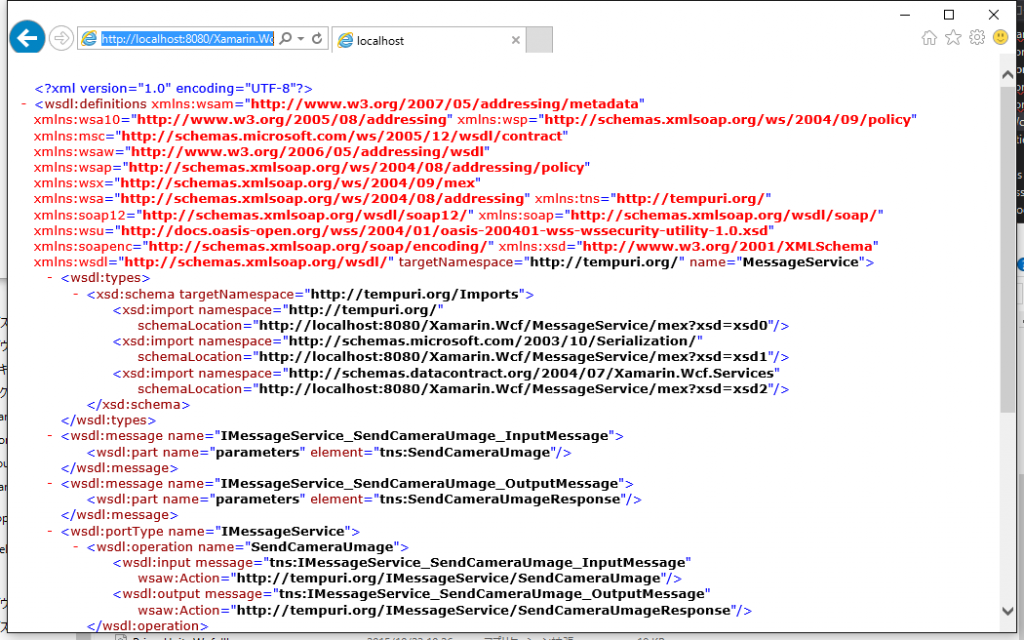 http://localhost:8080/Xamarin.Wc
localhost
<?xml version="1.0" encoding="UTF-8"?>
- <wsdl:definitions xmlns:wsam="http://www.w3.org/2007/05/addressing/metadata"
xmlns:wsa10="http://www.w3.org/2005/08/addressing" xmlns:wsp="http://schemas.xmlsoap.org/ws/2004/09/policy"
xmlns:msc="http://schemas.microsoft.com/ws/2005/12/wsdl/contract"
xmlns:wsaw="http://www.w3.org/2006/05/addressing/wsdl"
xmlns:wsap="http://schemas.xmlsoap.org/ws/2004/08/addressing/policy"
xmlns:wsx="http://schemas.xmlsoap.org/ws/2004/09/mex"
xmlns:wsa="http://schemas.xmlsoap.org/ws/2004/08/addressing" xmlns:tns="http://tempuri.org/"
xmlns:soap12="http://schemas.xmlsoap.org/wsdl/soap12/" xmlns:soap="http://schemas.xmlsoap.org/wsdl/soap/"
xmlns:wsu="http://docs.oasis-open.org/wss/2004/01/oasis-200401-wss-wssecurity-utility-1.0.xsd"
xmlns:soapenc="http://schemas.xmlsoap.org/soap/encoding/" xmlns:xsd="http://www.w3.org/2001/XMLSchema"
xmlns:wsdl="http://schemas.xmlsoap.org/wsdl/" targetNamespace="http://tempuri.org/" name="MessageService">
- <wsdl:types>
- <xsd:schema targetNamespace="http://tempuri.org/Imports">
<xsd:import namespace="http://tempuri.org/"
schemaLocation="http://localhost:8080/Xamarin.Wcf/MessageService/mex?xsd=xsd0"/>
<xsd:import namespace="http://schemas.microsoft.com/2003/10/Serialization/"
schemaLocation="http://localhost:8080/Xamarin.Wcf/MessageService/mex?xsd=xsd1"/>
<xsd:import namespace="http://schemas.datacontract.org/2004/07/Xamarin.Wcf.Services"
schemaLocation="http://localhost:8080/Xamarin.Wcf/MessageService/mex?xsd=xsd2"/>
</xsd:schema>
</wsdl:types>
- <wsdl:message name="IMessageService_SendCameraUmage_InputMessage">
<wsdl:part name="parameters" element="tns:SendCameraUmage"/>
</wsdl:message>
- <wsdl:message name="IMessageService_SendCameraUmage_OutputMessage">
<wsdl:part name="parameters" element="tns:SendCameraUmageResponse"/>
</wsdl:message>
- <wsdl:portType name="IMessageService">
- <wsdl:operation name="SendCameraUmage">
<wsdl:input message="tns:IMessageService_SendCameraUmage_InputMessage"
wsaw:Action="http://tempuri.org/IMessageService/SendCameraUmage"/>
<wsdl:output message="tns:IMessageService_SendCameraUmage_OutputMessage"
wsaw:Action="http://tempuri.org/IMessageService/SendCameraUmageResponse"/>
</wsdl:operation>